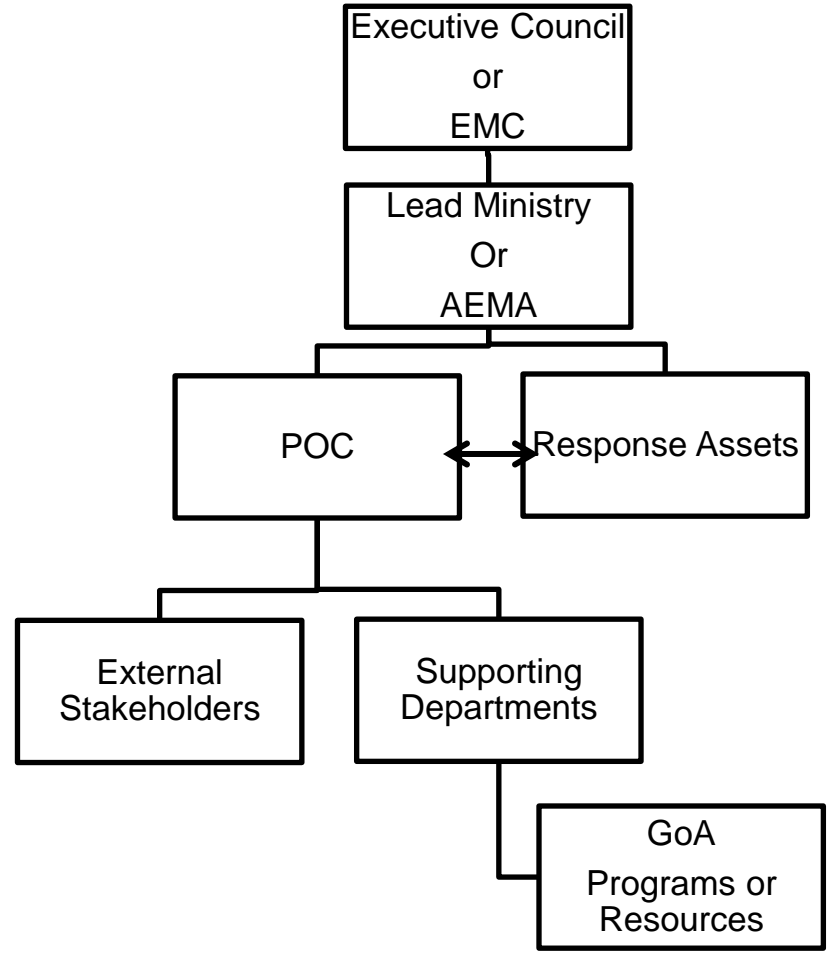 Executive Council
or
EMC
Lead Ministry
Or
AEMA
POC
Response Assets
External
Stakeholders
Supporting
Departments
GoA
Programs or
Resources